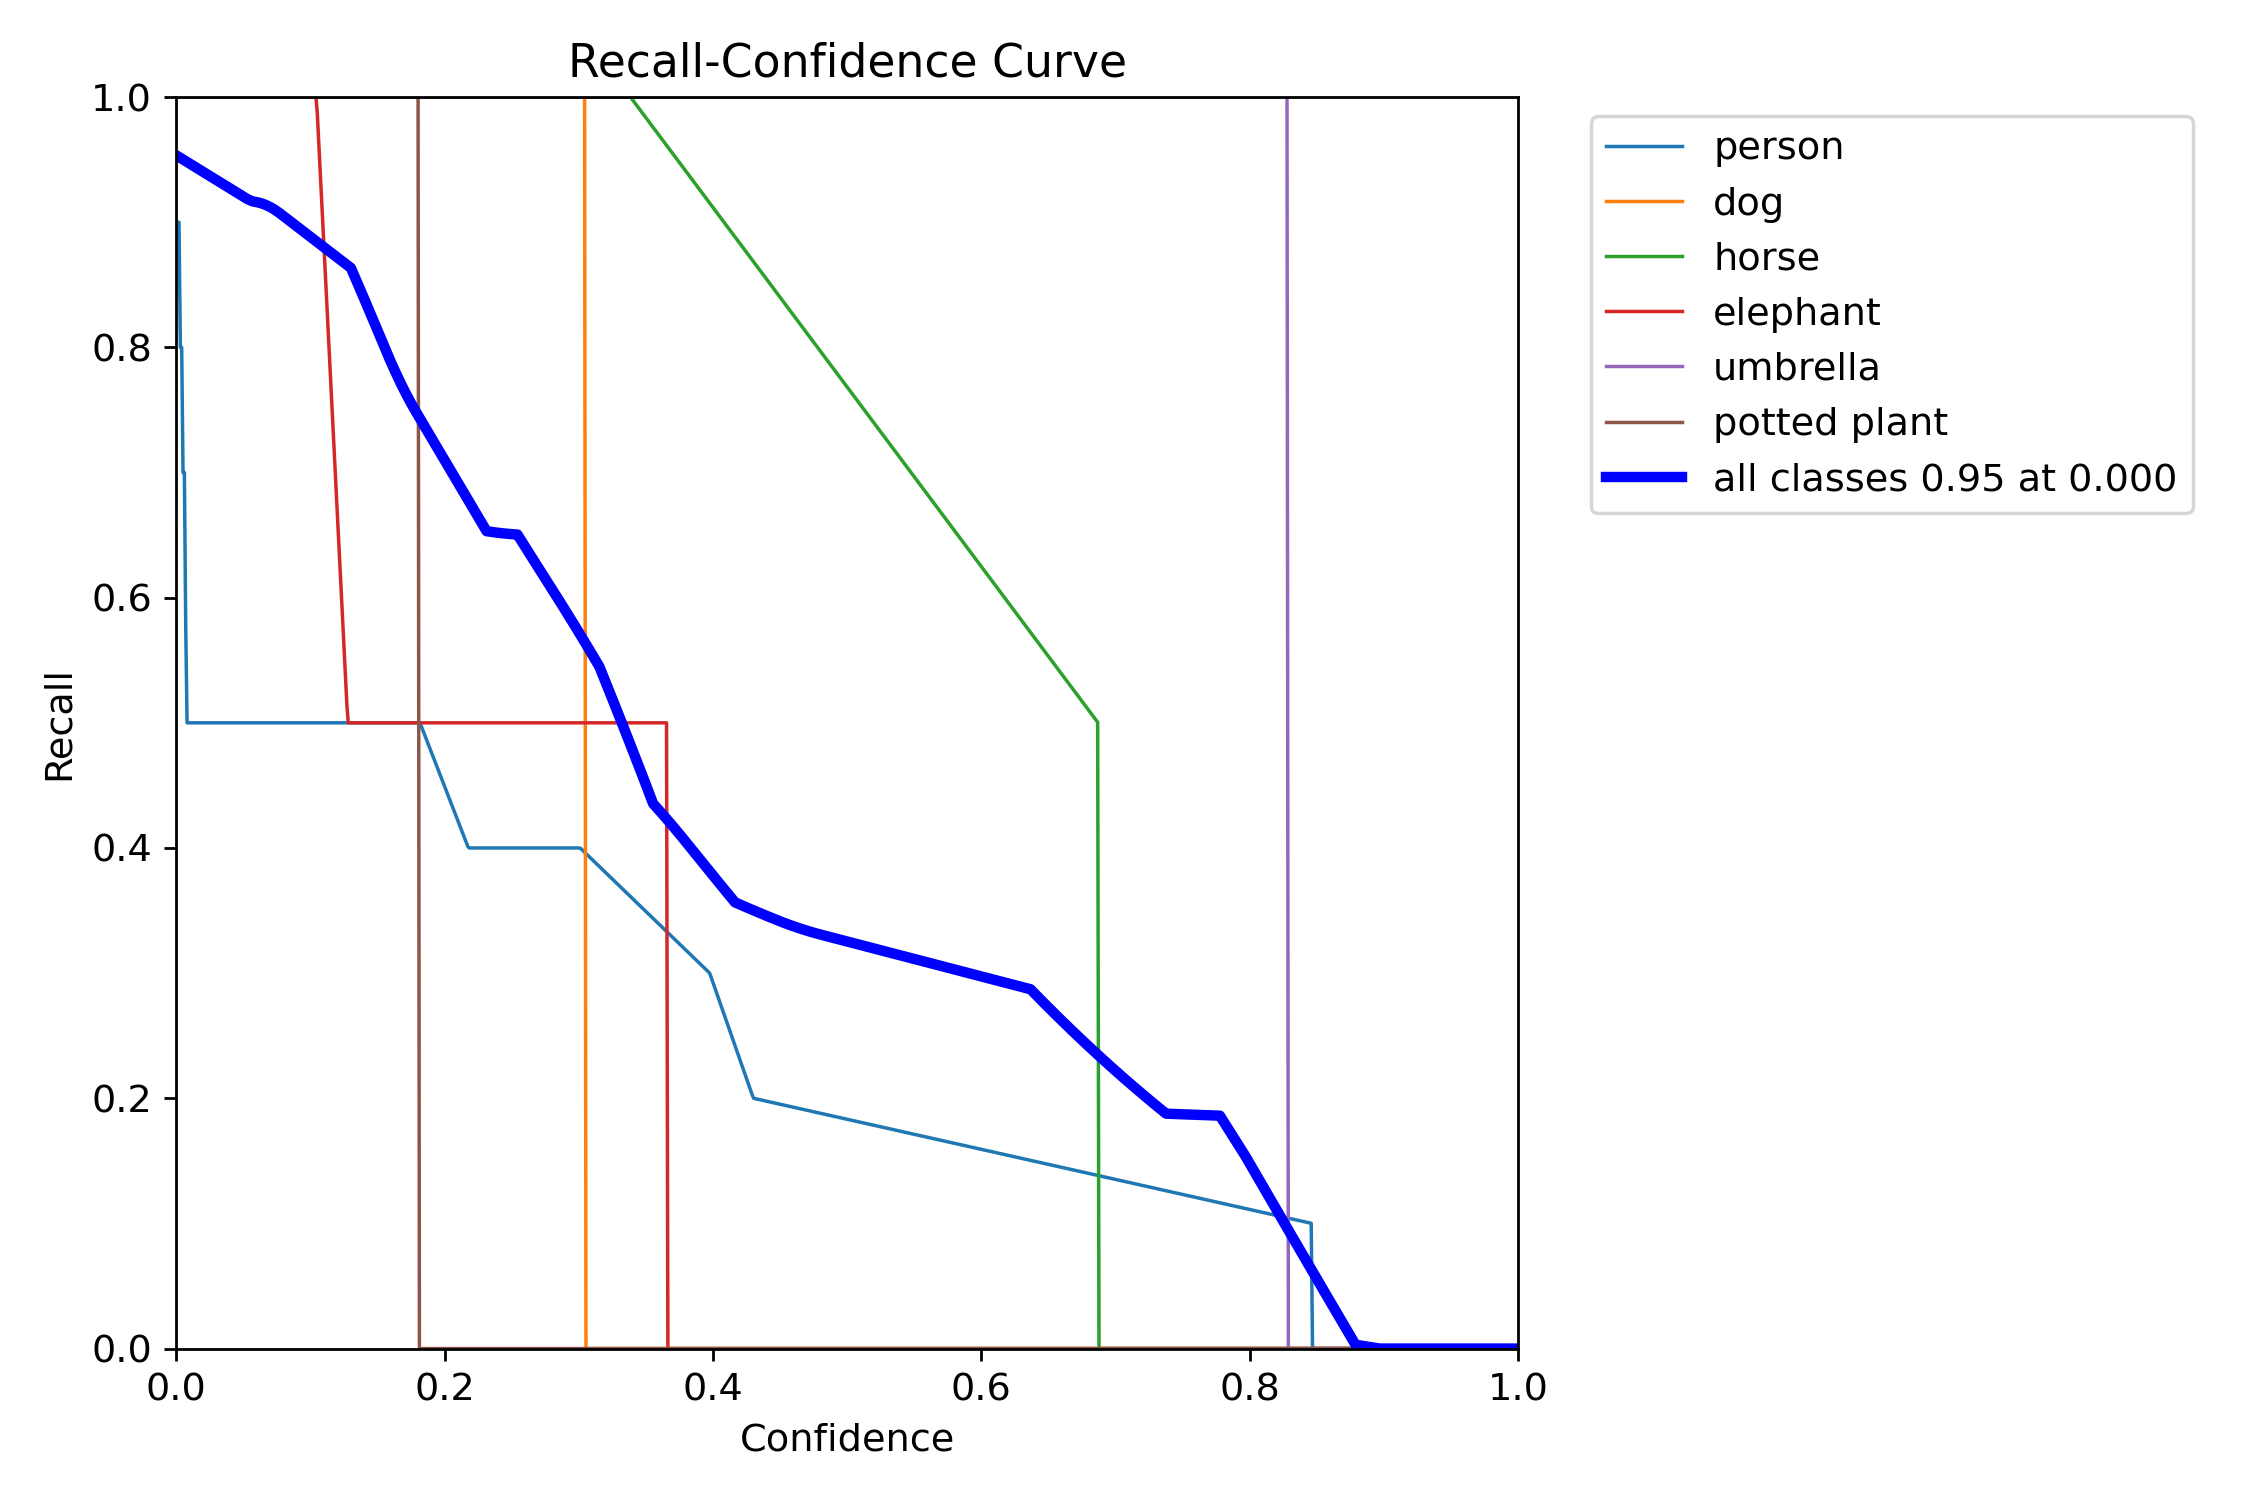 Recall-Confidence Curve
1.0
0.8
0.6
0.4
0.2
0.0
Recall
0.0 0.2 0.4 0.6 0.8 1.0
Confidence
person
dog
horse
elephant
umbrella
potted plant
all classes 0.95 at 0.000